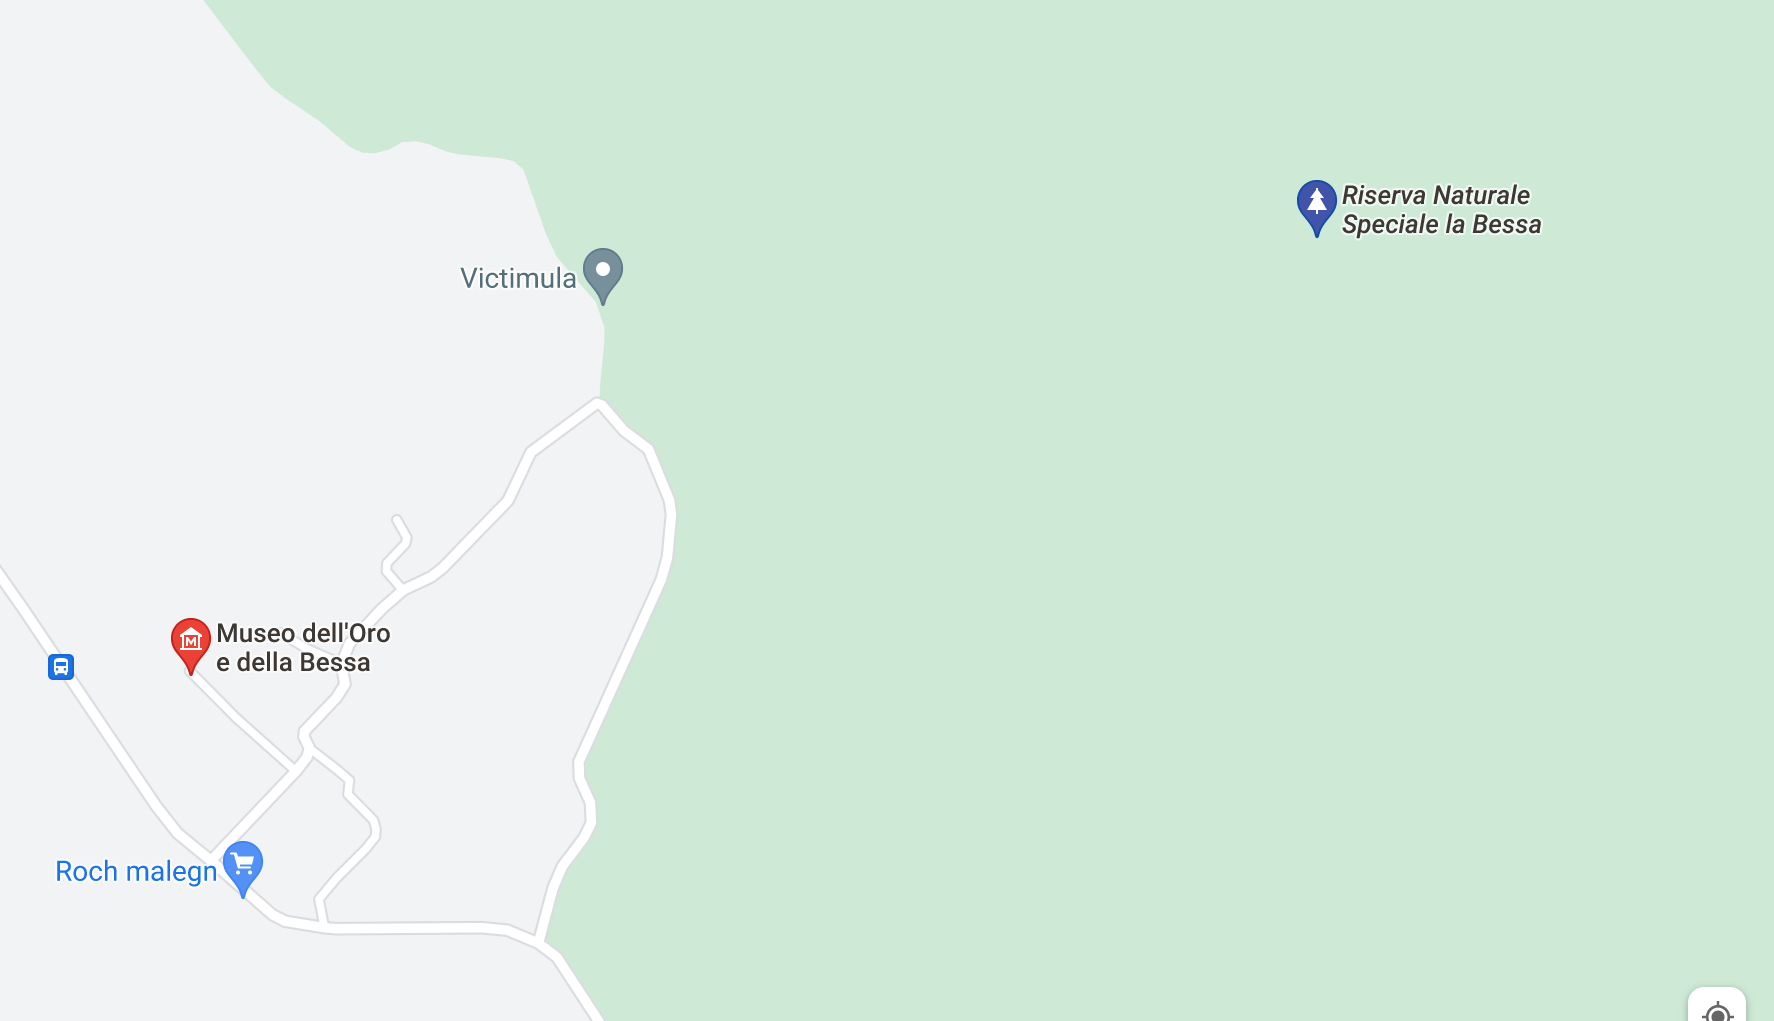 Riserva Naturale
Speciale la Bessa
Victimula
Museo dell'Oro
e della Bessa
Roch malegn